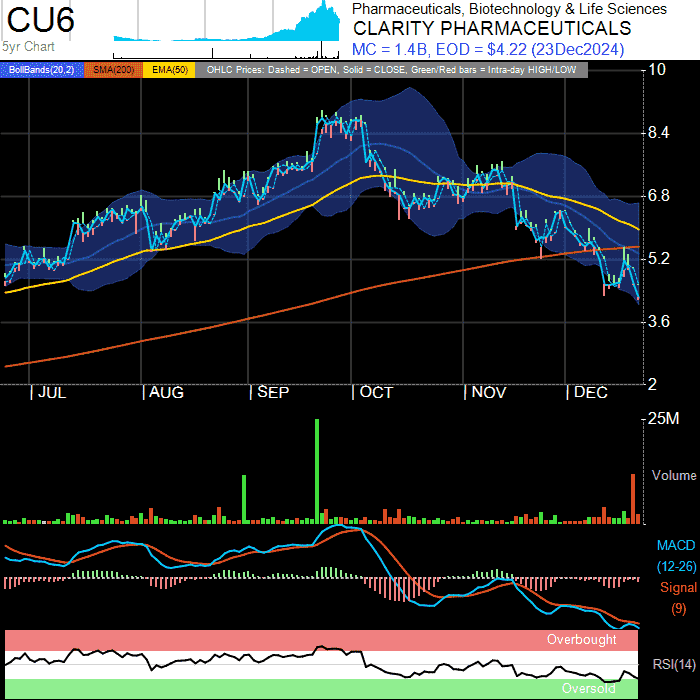 CU6
5yr Chart
Pharmaceuticals, Biotechnology & Life Sciences
CLARITY PHARMACEUTICALS
MC = 1.4B, EOD = $4.22 (23Dec2024)
BollBands(20,2) SMA(200) EMA(50) OHLC Prices: Dashed = OPEN, Solid = CLOSE, Green/Red bars = Intra-day HIGH/LOW
10
8.4
6.8
5.2
3.6
2
JUL AUG SEP OCT NOV DEC
25M
Volume
MACD
(12-26)
Signal
(9)
Overbought
RSI(14)
Oversold